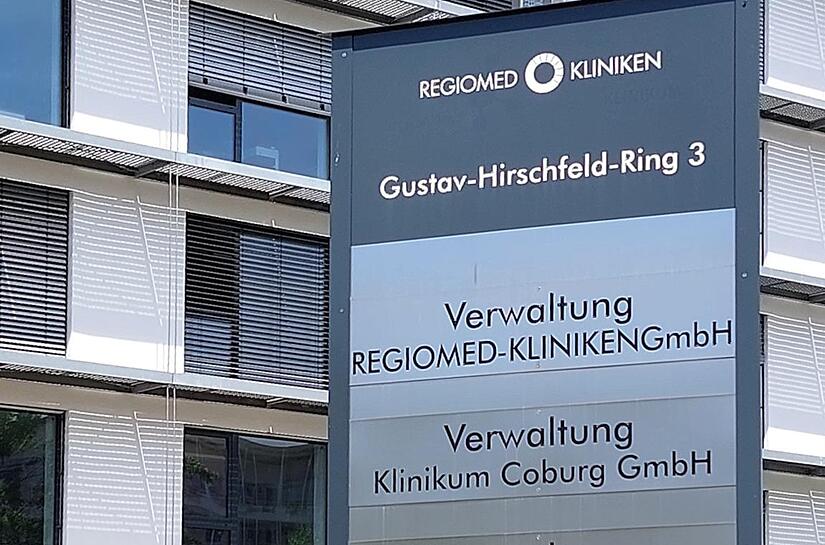 REGIOMED KLINIKEN
Gustav-Hirschfeld-Ring 3
Verwaltung
REGIOMED-KLINIKENGmbH
Verwaltung
Klinikum Coburg GmbH